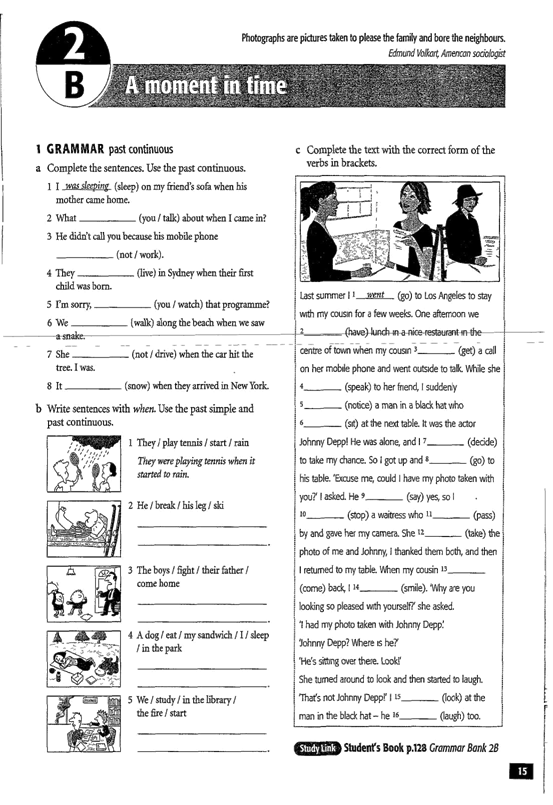 2
B
Photographs are pictures taken to please the family and bore the neighbours.
Edmund Volkart, American sociologist
A moment in time
1 GRAMMAR past continuous
a Complete the sentences. Use the past continuous.
1 I was sleeping (sleep) on my friend's sofa when his
mother came home.
2 What __________ (you / talk) about when I came in?
3 He didn't call you because his mobile phone
__________ (not / work).
4 They __________ (live) in Sydney when their first
child was born.
5 I'm sorry, __________ (you / watch) that programme?
6 We __________ (walk) along the beach when we saw
a snake.
7 She __________ (not / drive) when the car hit the
tree. I was.
8 It __________ (snow) when they arrived in New York.
b Write sentences with when. Use the past simple and
past continuous.
1 They / play tennis / start / rain
They were playing tennis when it
started to rain.
2 He / break / his leg / ski
3 The boys / fight / their father /
come home
4 A dog / eat / my sandwich / I / sleep
/ in the park
5 We / study / in the library /
the fire / start
c Complete the text with the correct form of the
verbs in brackets.
Last summer I 1 went (go) to Los Angeles to stay
with my cousin for a few weeks. One afternoon we
2 ________ (have) lunch in a nice restaurant in the
centre of town when my cousin 3 ________ (get) a call
on her mobile phone and went outside to talk. While she
4 ________ (speak) to her friend, I suddenly
5 ________ (notice) a man in a black hat who
6 ________ (sit) at the next table. It was the actor
Johnny Depp! He was alone, and I 7 ________ (decide)
to take my chance. So I got up and 8 ________ (go) to
his table. 'Excuse me, could I have my photo taken with
you?' I asked. He 9 ________ (say) yes, so I
10 ________ (stop) a waitress who 11 ________ (pass)
by and gave her my camera. She 12 ________ (take) the
photo of me and Johnny, I thanked them both, and then
I returned to my table. When my cousin 13 ________
(come) back, I 14 ________ (smile). 'Why are you
looking so pleased with yourself?' she asked.
'I had my photo taken with Johnny Depp.'
'Johnny Depp? Where is he?'
'He's sitting over there. Look!'
She turned around to look and then started to laugh.
'That's not Johnny Depp!' I 15 ________ (look) at the
man in the black hat – he 16 ________ (laugh) too.
Study Link Student's Book p.128 Grammar Bank 2B
15